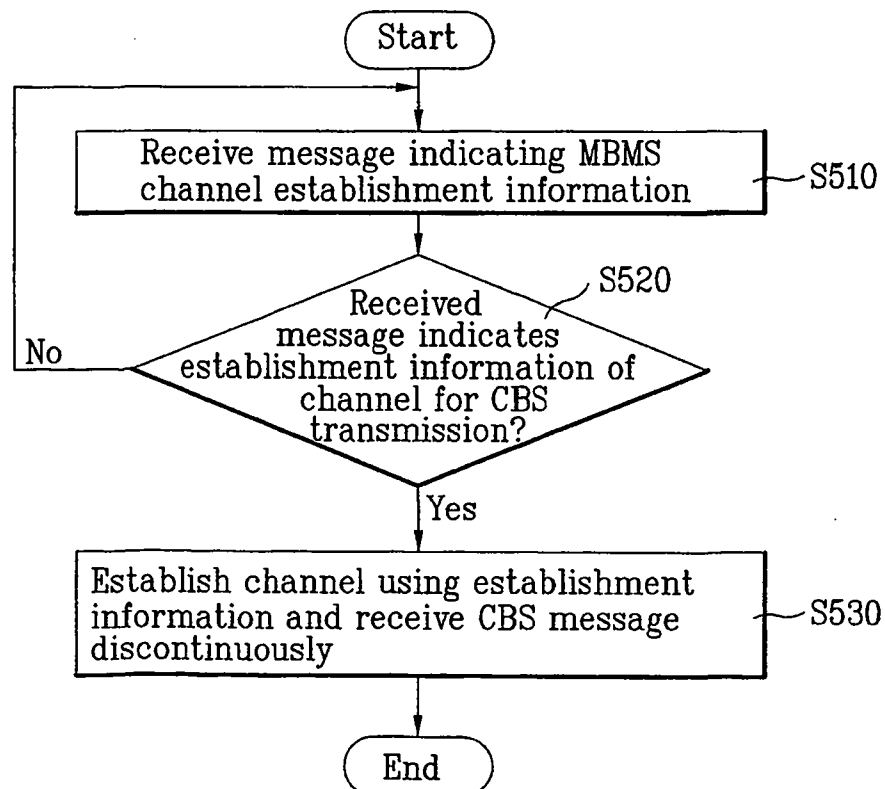 Start
Receive message indicating MBMS
channel establishment information
S510
S520
Received
message indicates
establishment information of
channel for CBS
transmission?
No
Yes
Establish channel using establishment
information and receive CBS message
discontinuously
S530
End